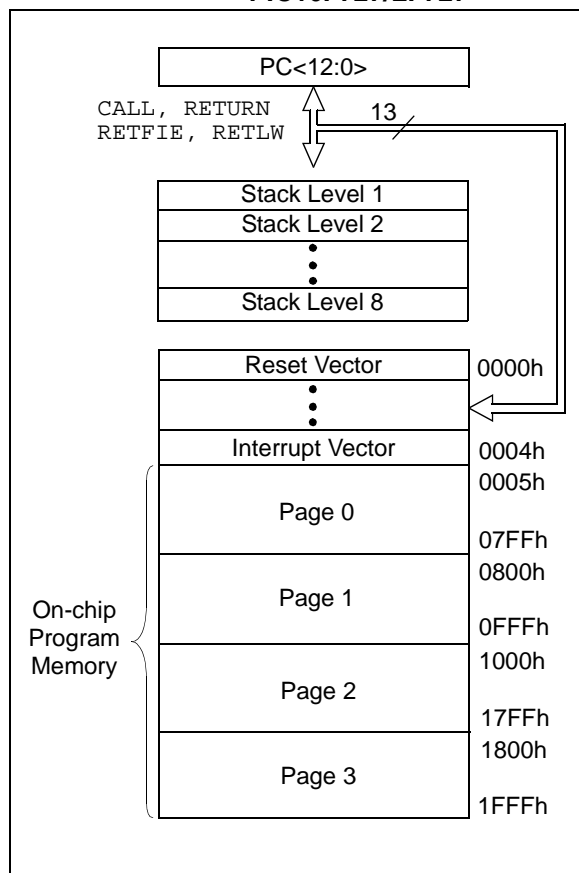 PC<12:0>
CALL, RETURN
RETFIE, RETLW
13
Stack Level 1
Stack Level 2
Stack Level 8
Reset Vector
0000h
Interrupt Vector
0004h
0005h
Page 0
07FFh
0800h
Page 1
0FFFh
On-chip
Program
Memory
1000h
Page 2
17FFh
1800h
Page 3
1FFFh